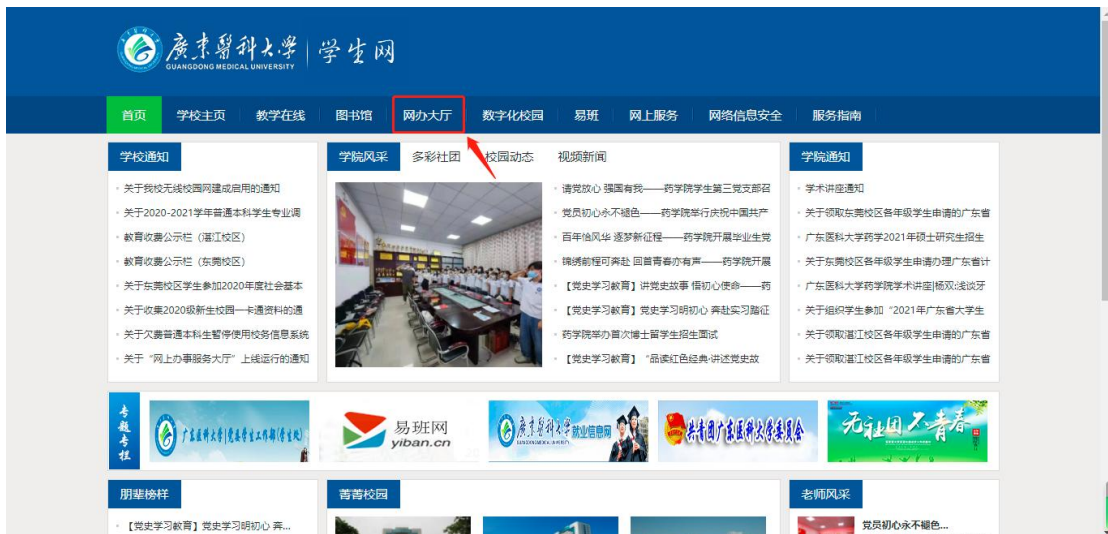 廣東醫科大學 学生网
GUANGDONG MEDICAL UNIVERSITY
首页 学校主页 教学在线 图书馆 网办大厅 数字化校园 易班 网上服务 网络信息安全 服务指南
学校通知
关于我校无线校园网建成启用的通知
关于2020-2021学年普通本科学生专业调
教育收费公示栏（湛江校区）
教育收费公示栏（东莞校区）
关于东莞校区学生参加2020年度社会基本
关于收集2020级新生校园一卡通资料的通
关于欠费普通本科生暂停使用校务信息系统
关于“网上办事服务大厅”上线运行的通知
学院风采 多彩社团 校园动态 视频新闻
请党放心 强国有我——药学院学生第三党支部召
党员初心永不褪色——药学院举行庆祝中国共产
百年恰风华 逐梦新征程——药学院开展毕业生党
锦绣前程可奔赴 回首青春亦有声——药学院开展
【党史学习教育】讲党史故事 悟初心使命——药
【党史学习教育】党史学习明初心 奔赴实习踏征
药学院举办首次博士留学生招生面试
【党史学习教育】“品读红色经典·讲述党史故
学院通知
学术讲座通知
关于领取东莞校区各年级学生申请的广东省
广东医科大学药学2021年硕士研究生招生
关于东莞校区各年级学生申请办理广东省计
广东医科大学药学院学术讲座|杨双:浅谈牙
关于组织学生参加“2021年广东省大学生
关于领取湛江校区各年级学生申请的广东省
关于领取湛江校区各年级学生申请的广东省
专题专栏
广东医科大学|党委学生工作部(学生处)
易班网
yiban.cn
廣東醫科大學就业信息网
共青团广东医科大学委员会
无社团 不青春
朋辈榜样
【党史学习教育】党史学习明初心 奔...
菁菁校园
老师风采
党员初心永不褪色...